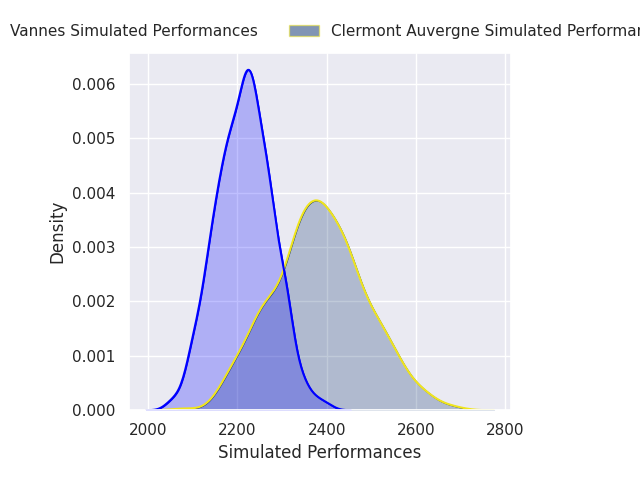 Vannes Simulated Performances
Clermont Auvergne Simulated
0.006
0.005
0.004
0.003
0.002
0.001
0.000
Density
2000 2200 2400 2600 2800
Simulated Performances